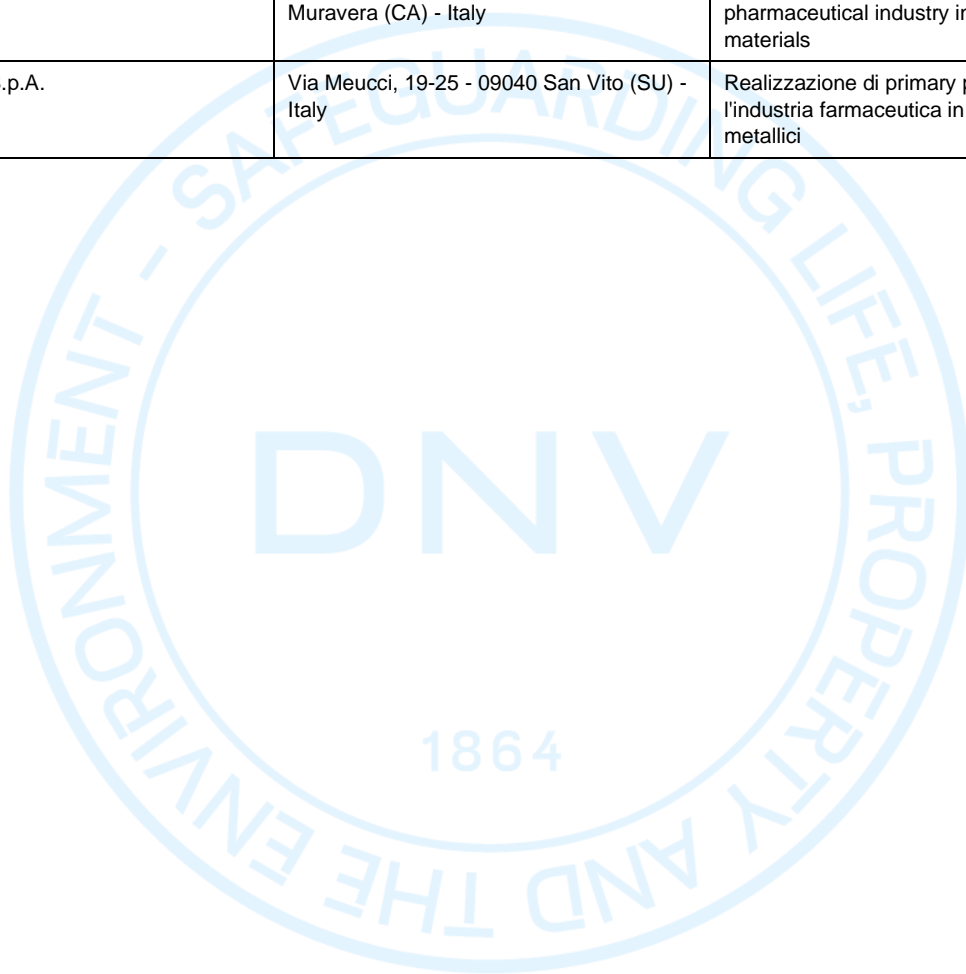 Muravera (CA) - Italy
pharmaceutical industry in
materials
.p.A.
Via Meucci, 19-25 - 09040 San Vito (SU) -
Italy
Realizzazione di primary
l'industria farmaceutica in
metallici
SAFEGUARDING LIFE, PROPERTY AND THE ENVIRONMENT -
DNV
1864